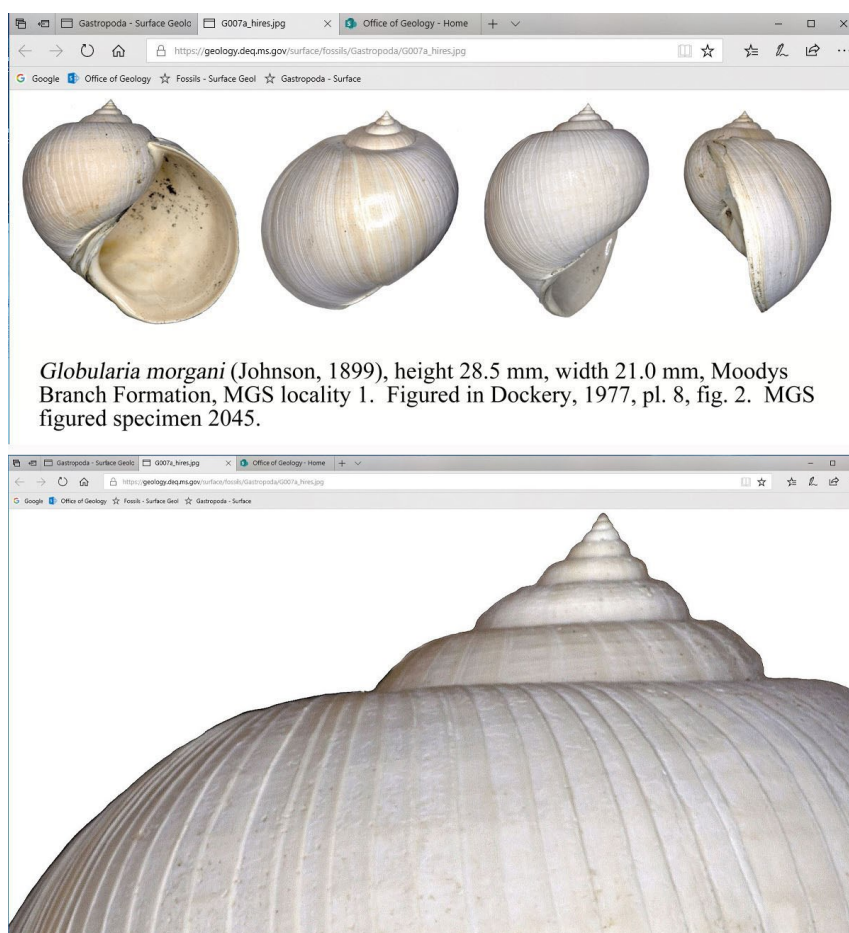 Gastropoda - Surface Geolo
G007a_hires.jpg
Office of Geology - Home
https://geology.deq.ms.gov/surface/fossils/Gastropoda/G007a_hires.jpg
Google Office of Geology Fossils - Surface Geol Gastropoda - Surface
Globularia morgani (Johnson, 1899), height 28.5 mm, width 21.0 mm, Moodys
Branch Formation, MGS locality 1. Figured in Dockery, 1977, pl. 8, fig. 2. MGS
figured specimen 2045.
Gastropoda - Surface Geolo
G007a_hires.jpg
Office of Geology - Home
https://geology.deq.ms.gov/surface/fossils/Gastropoda/G007a_hires.jpg
Google Office of Geology Fossils - Surface Geol Gastropoda - Surface